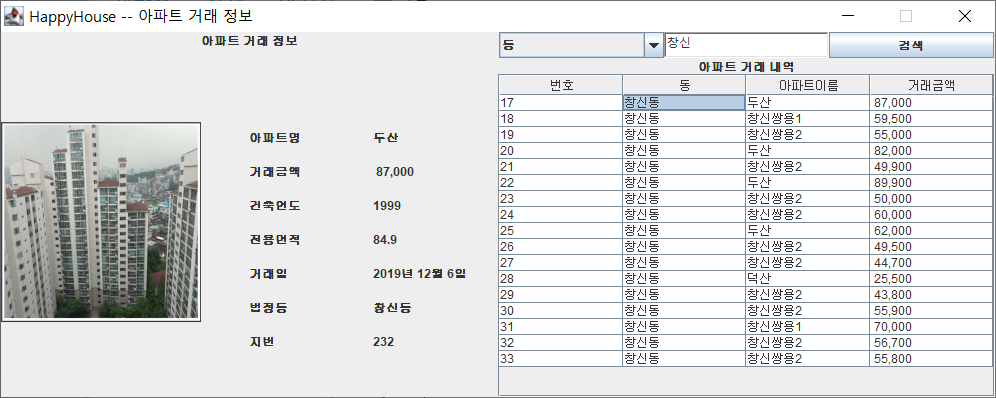 HappyHouse -- 아파트 거래 정보
아파트 거래 정보
아파트명 두산
거래금액 87,000
건축연도 1999
전용면적 84.9
거래일 2019년 12월 6일
법정동 창신동
지번 232
동 창신 검색
아파트 거래 내역
번호 동 아파트이름 거래금액
17 창신동 두산 87,000
18 창신동 창신쌍용1 59,500
19 창신동 창신쌍용2 55,000
20 창신동 두산 82,000
21 창신동 창신쌍용2 49,900
22 창신동 두산 89,900
23 창신동 창신쌍용2 50,000
24 창신동 창신쌍용2 60,000
25 창신동 두산 62,000
26 창신동 창신쌍용2 49,500
27 창신동 창신쌍용2 44,700
28 창신동 덕산 25,500
29 창신동 창신쌍용2 43,800
30 창신동 창신쌍용2 55,900
31 창신동 창신쌍용1 70,000
32 창신동 창신쌍용2 56,700
33 창신동 창신쌍용2 55,800